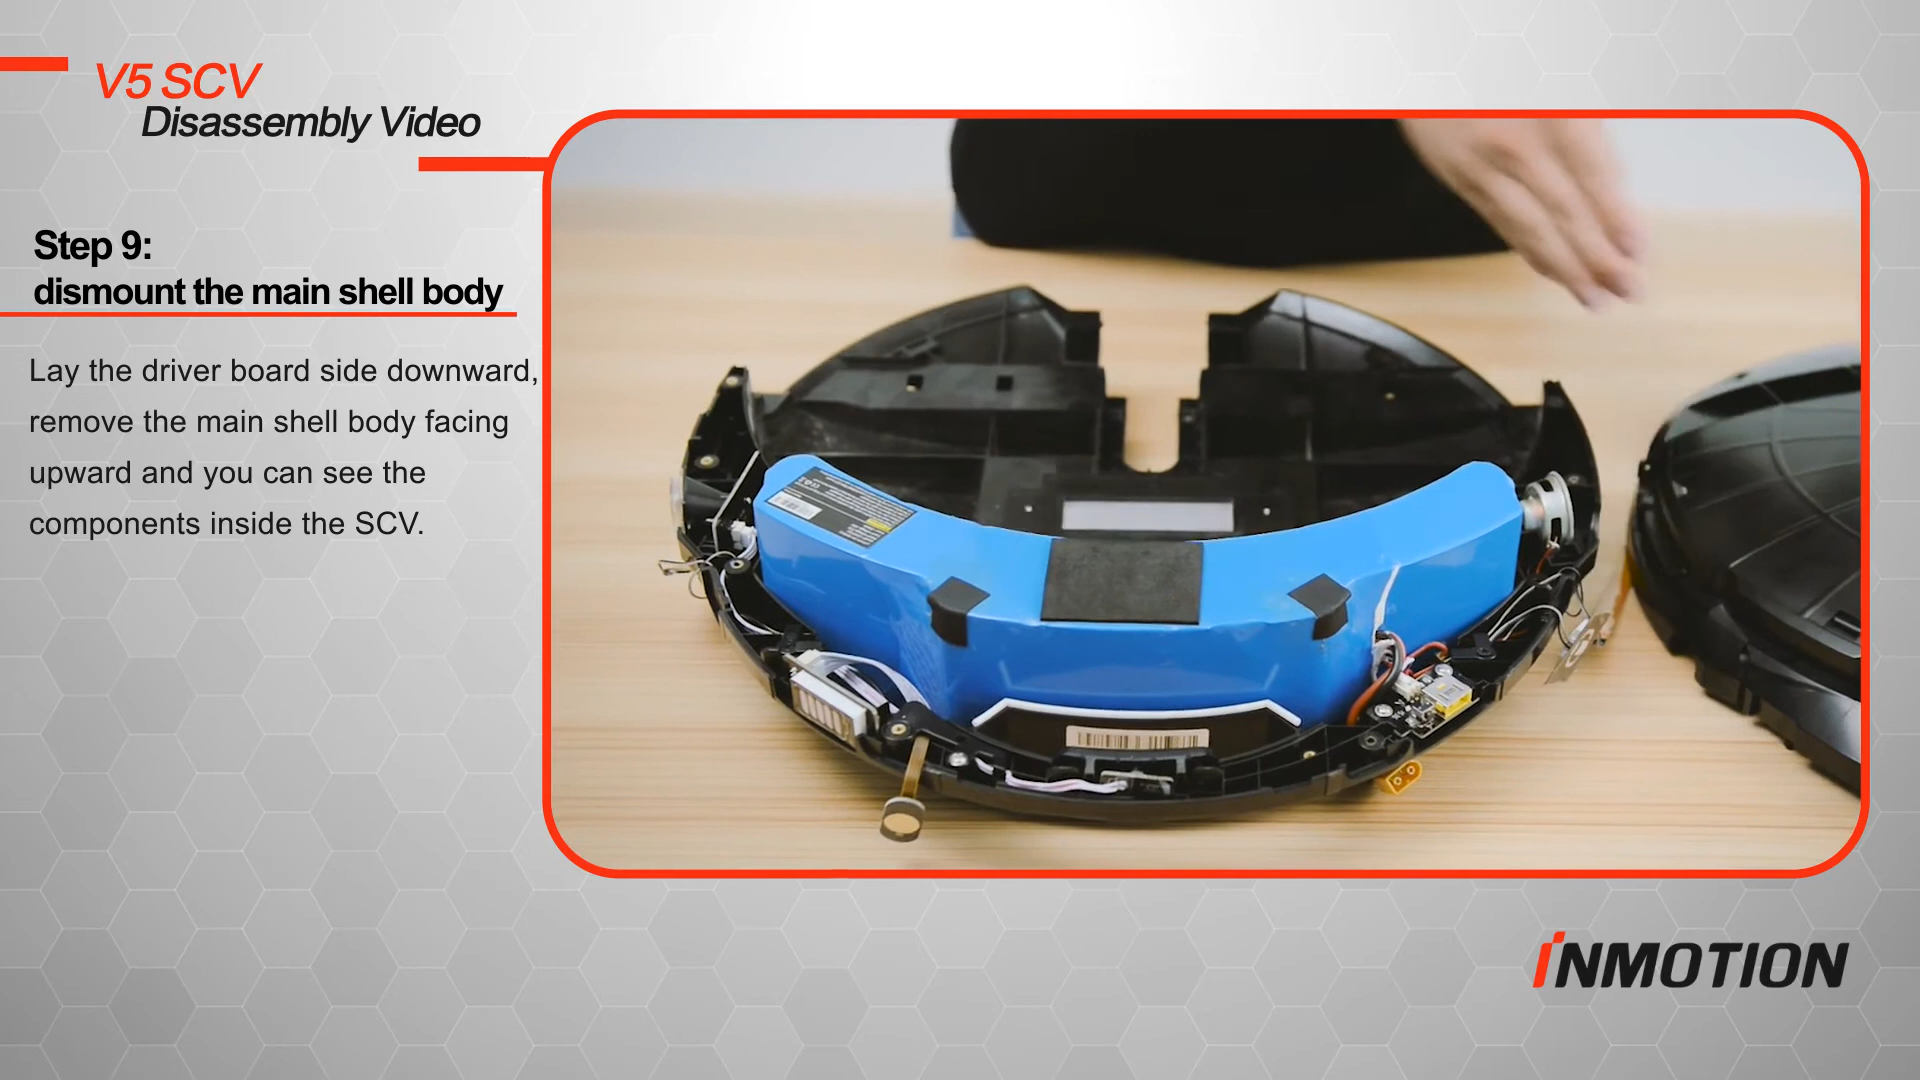 V5 SCV
Disassembly Video
Step 9:
dismount the main shell body
Lay the driver board side downward,
remove the main shell body facing
upward and you can see the
components inside the SCV.
INMOTION